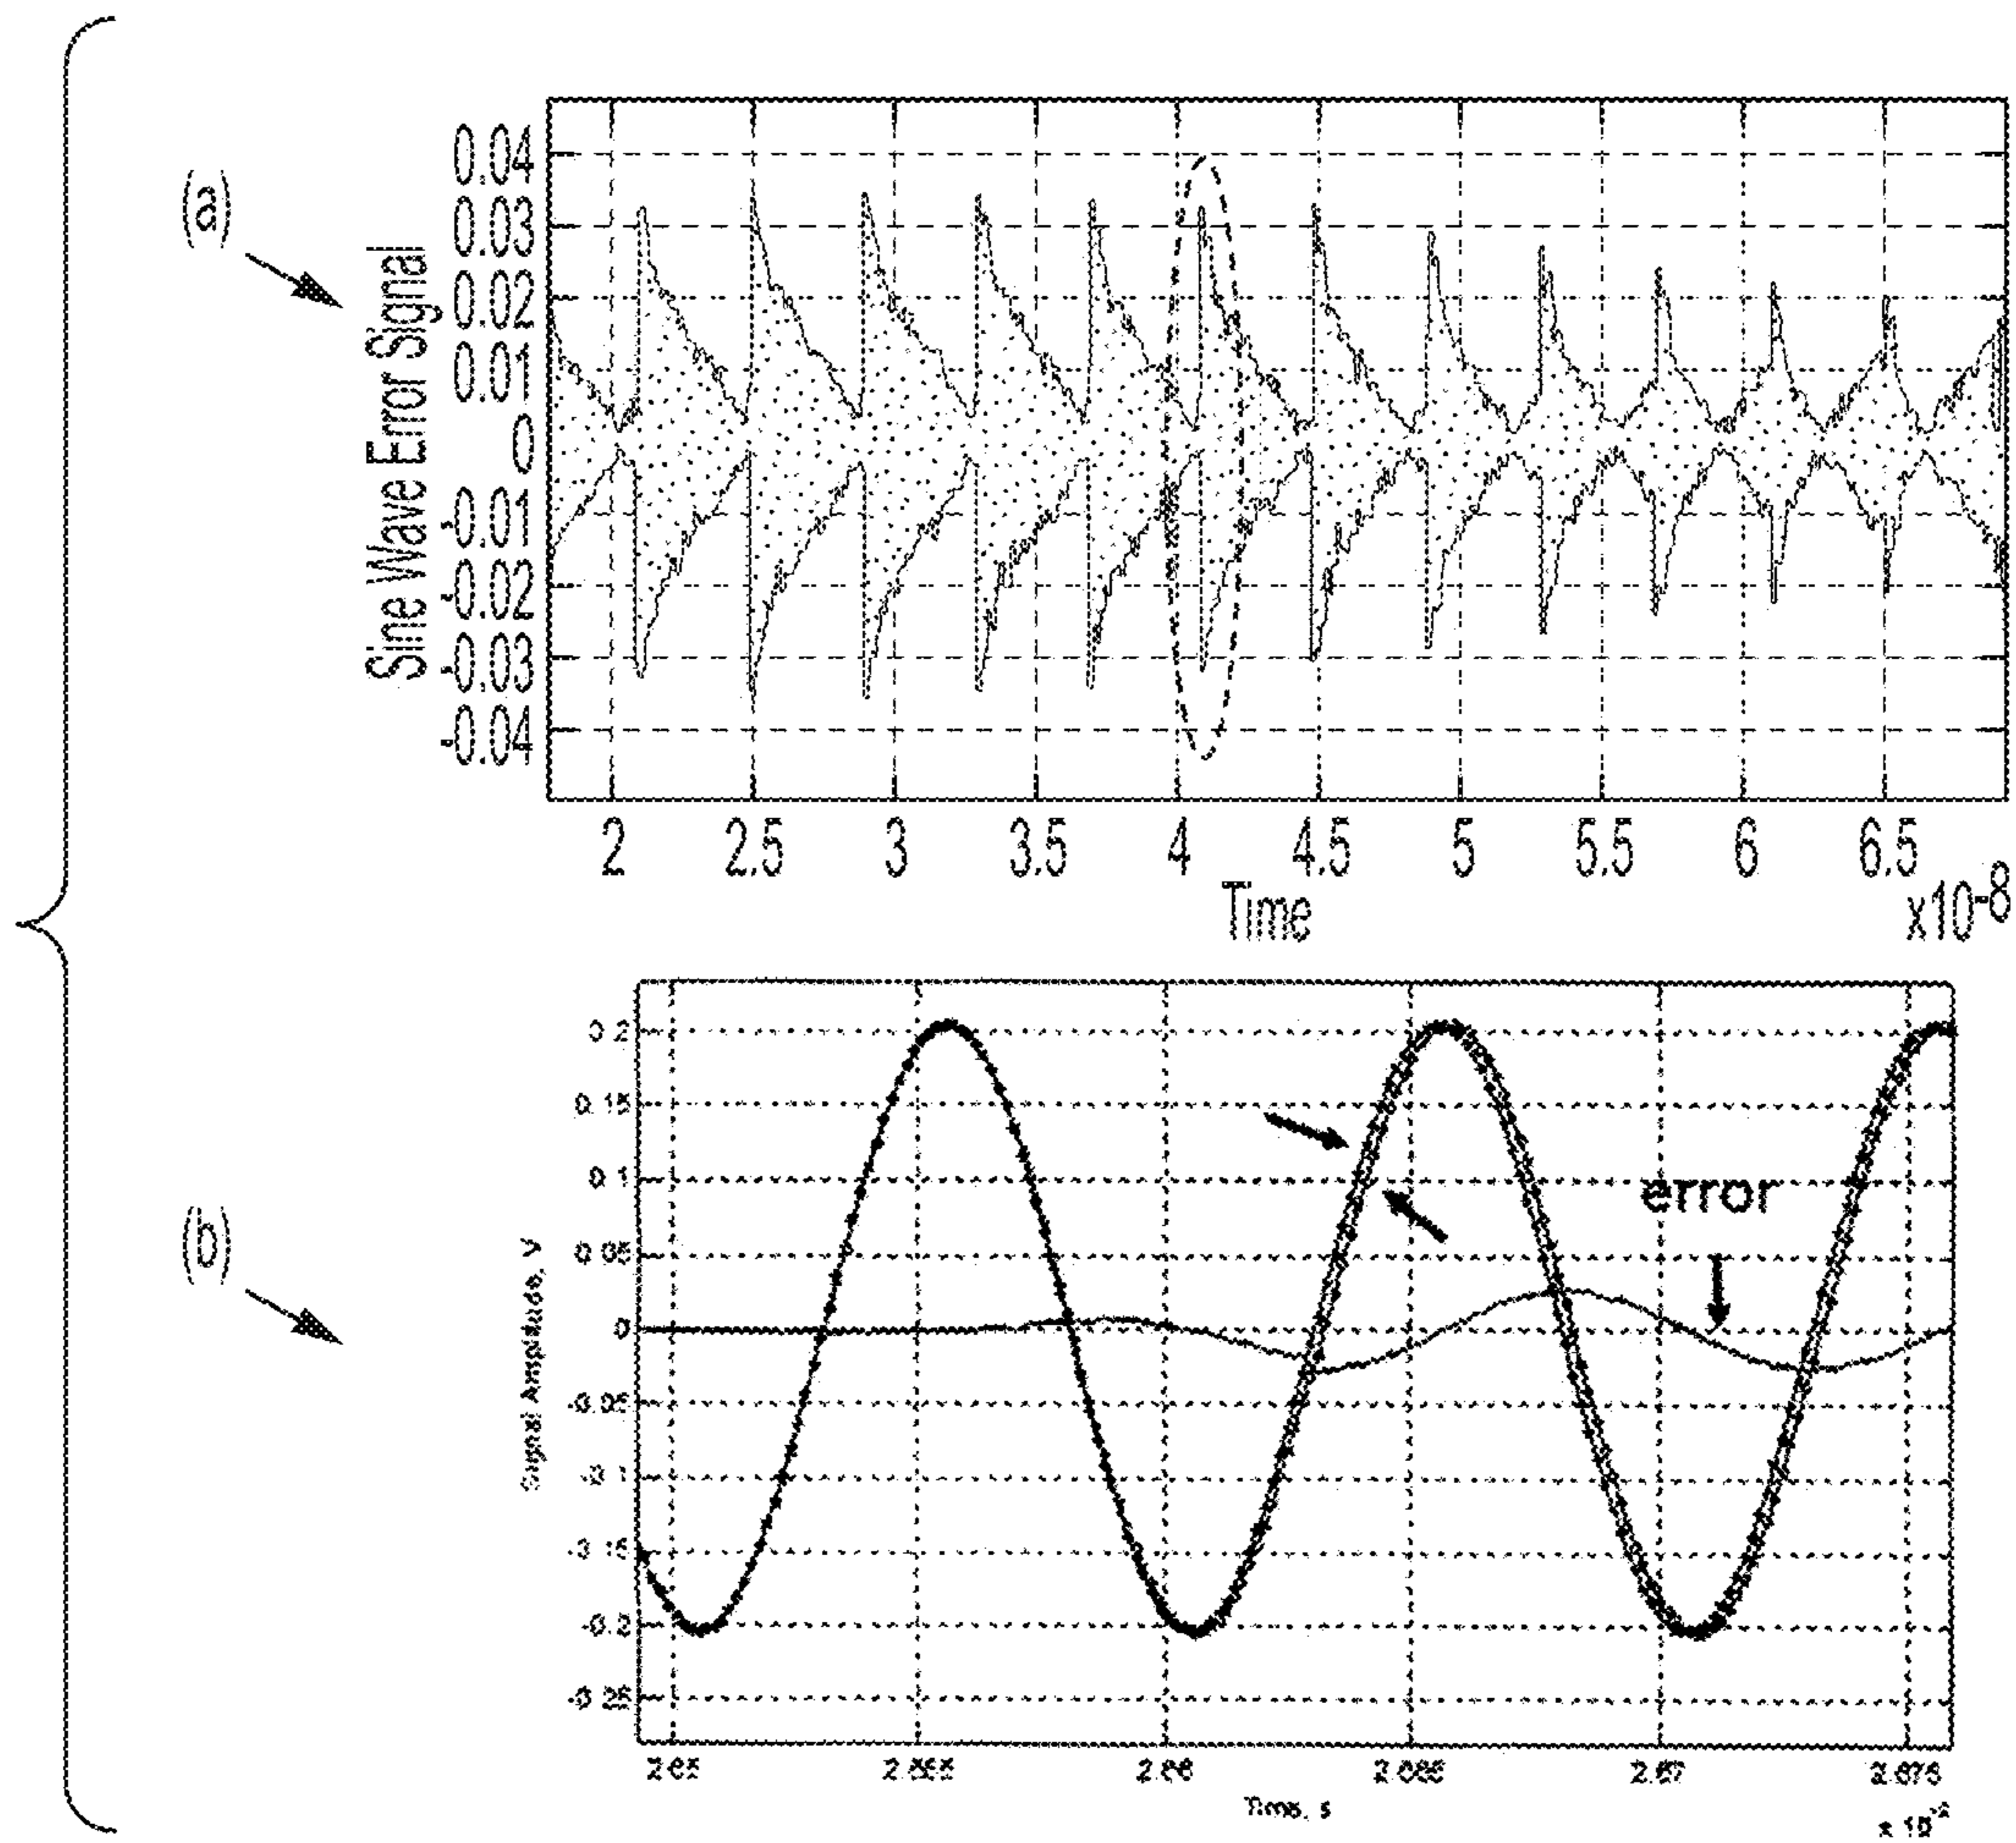 (a)
Sine Wave Error Signal
0.04
0.03
0.02
0.01
0
-0.01
-0.02
-0.03
-0.04
2 2.5 3 3.5 4 4.5 5 5.5 6 6.5
Time
x10-8
(b)
Signal Amplitude, V
0.2
0.15
0.1
0.05
0
-0.05
-0.1
-0.15
-0.2
-0.25
error
2.65 2.655 2.66 2.665 2.67 2.675
Time, s
x 10-2